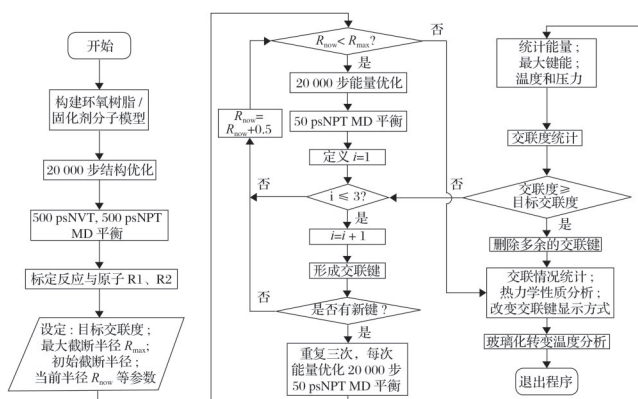 开始
构建环氧树脂/
固化剂分子模型
20 000 步结构优化
500 psNVT, 500 psNPT
MD 平衡
标定反应与原子 R1、R2
设定：目标交联度；
最大截断半径 Rmax；
初始截断半径；
当前半径 Rnow 等参数
Rnow< Rmax?
否
是
20 000 步能量优化
50 psNPT MD 平衡
定义 i=1
Rnow=
Rnow+0.5
否
i ≤ 3?
是
i=i + 1
形成交联键
否
是否有新键？
是
重复三次，每次
能量优化 20 000 步
50 psNPT MD 平衡
统计能量；
最大键能；
温度和压力
交联度统计
否
交联度≥
目标交联度
是
删除多余的交联键
交联情况统计；
热力学性质分析；
改变交联键显示方式
玻璃化转变温度分析
退出程序